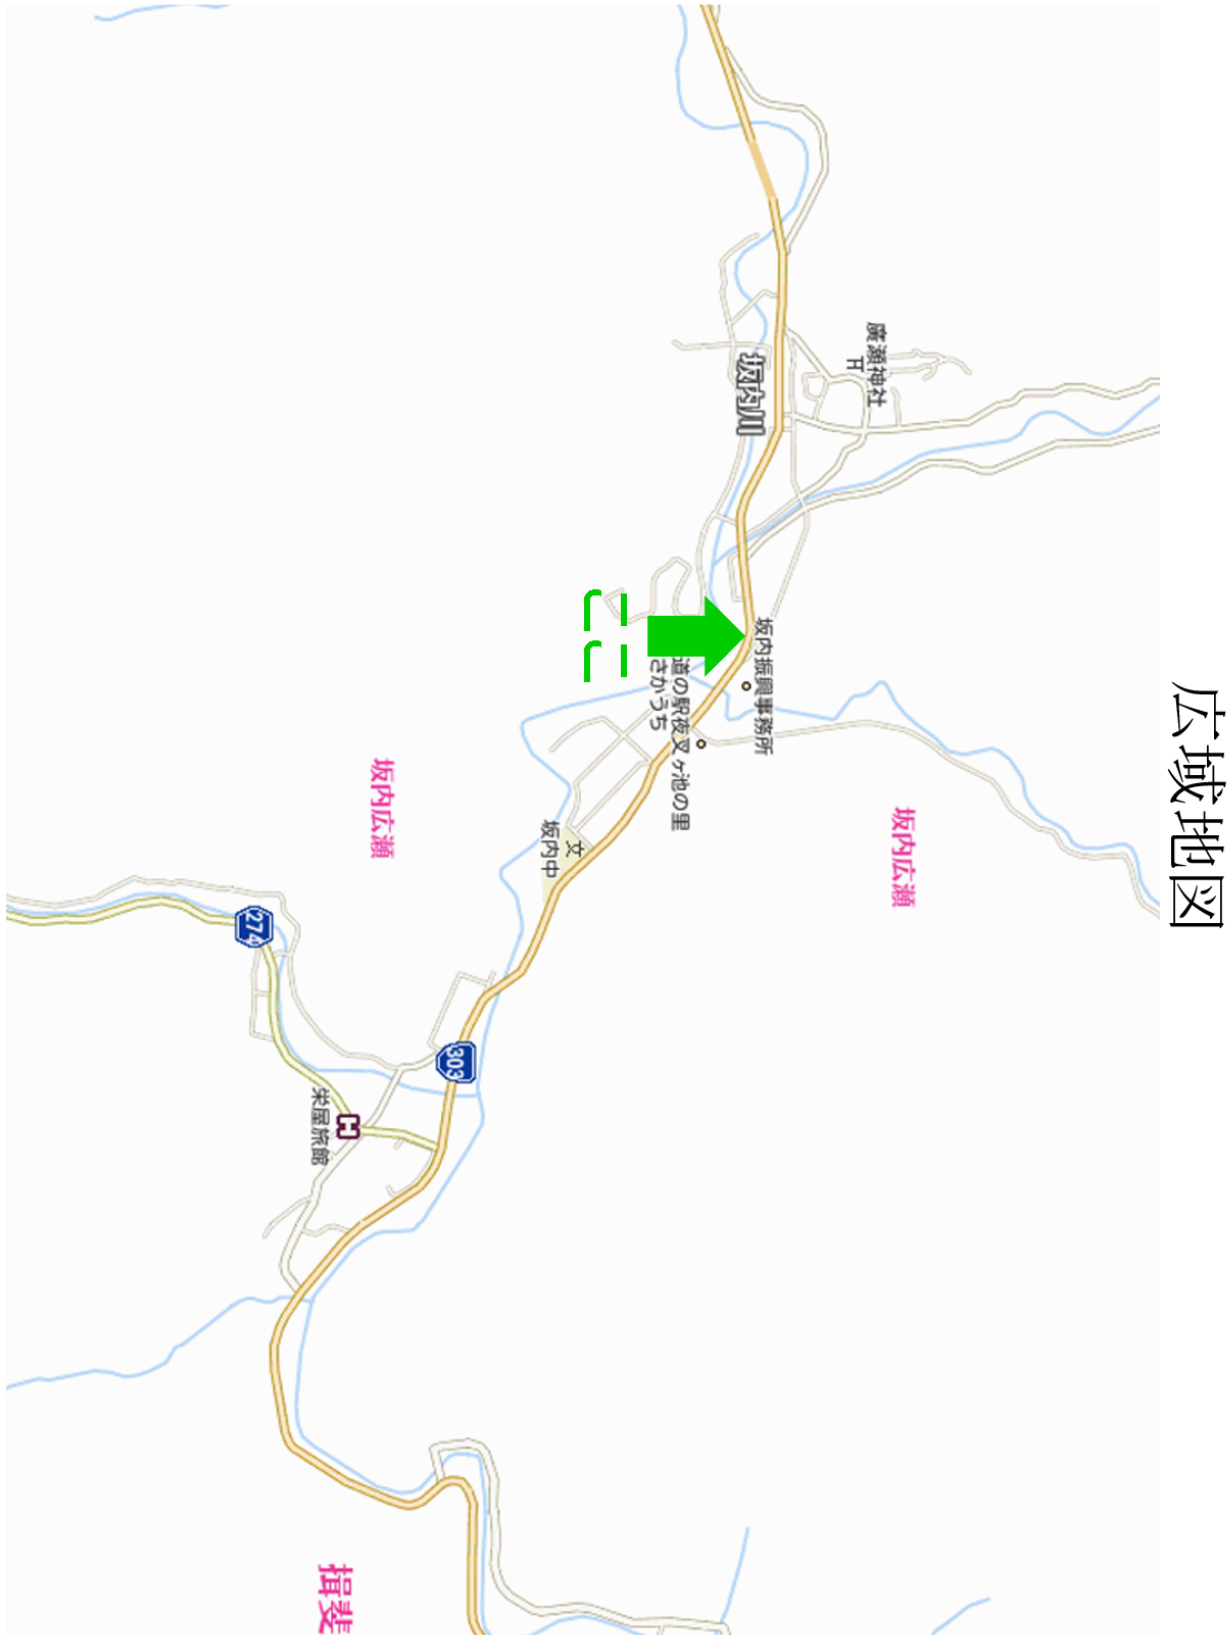 広域地図
廣瀬神社
坂内川
坂内振興事務所
道の駅夜叉ヶ池の里
さかうち
ここ
坂内広瀬
坂内広瀬
文
坂内中
274
303
H
栄屋旅館
揖斐